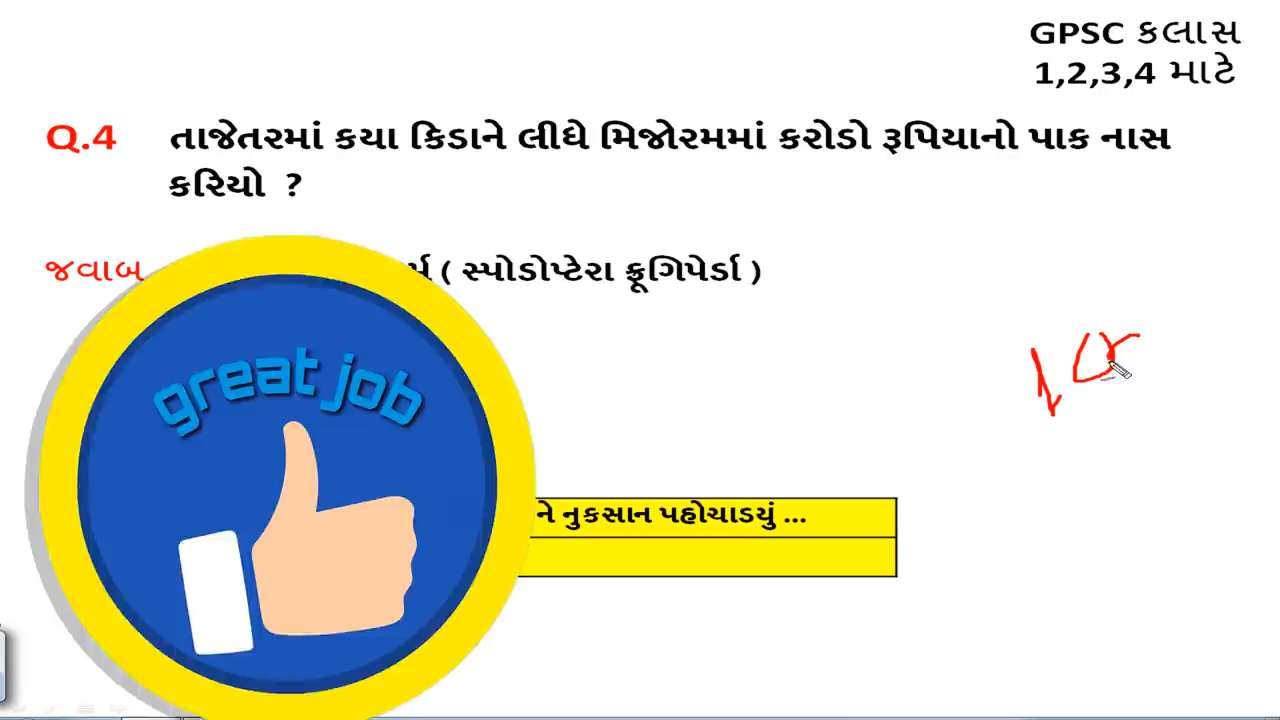 GPSC કલાસ
1,2,3,4 માટે
Q.4 તાજેતરમાં કયા કિડાને લીધે મિજોરમમાં કરોડો રૂપિયાનો પાક નાસ
કરિયો ?
જવાબ ( સ્પોડોપ્ટેરા ફ્રૂગિપેર્ડા )
great job
ને નુકસાન પહોચાડયું ...